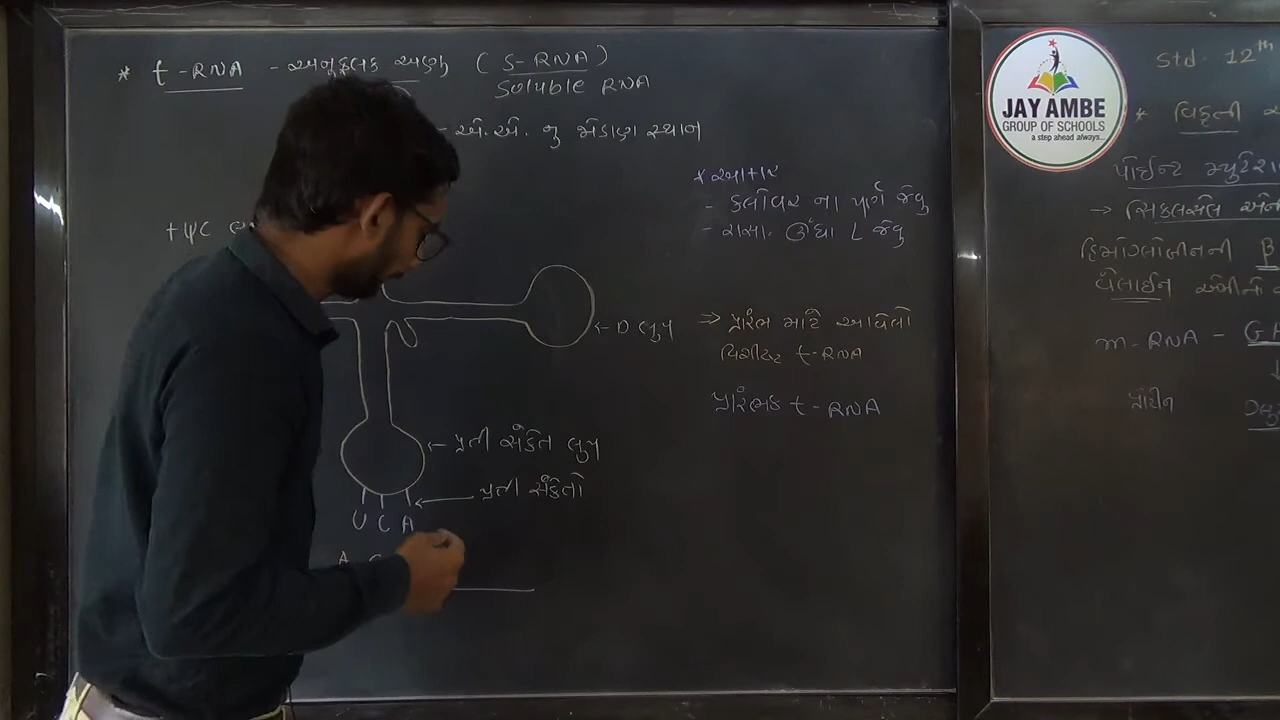 * t-RNA - અનુકૂલક અણુ (S-RNA)
Soluble RNA
- એ.એ. નુ જોડાણ સ્થાન
* આકાર
- ક્લોવર ના પર્ણ જેવુ
- રાસા. ઊંધા L જેવુ
TψC
← D લુપ
⇒ પ્રારંભ માટે આવેલો
વિશિષ્ટ t-RNA
પ્રારંભક t-RNA
← પ્રતી સંકેત લુપ
← પ્રતી સંકેતો
U C A
A
JAY AMBE
GROUP OF SCHOOLS
a step ahead always...
Std. 12th
* વિકૃતી
પોઈન્ટ
→ સિકલસેલ
હિમોગ્લોબીનની β
વેલાઈન
m-RNA - G
પ્રોટીન